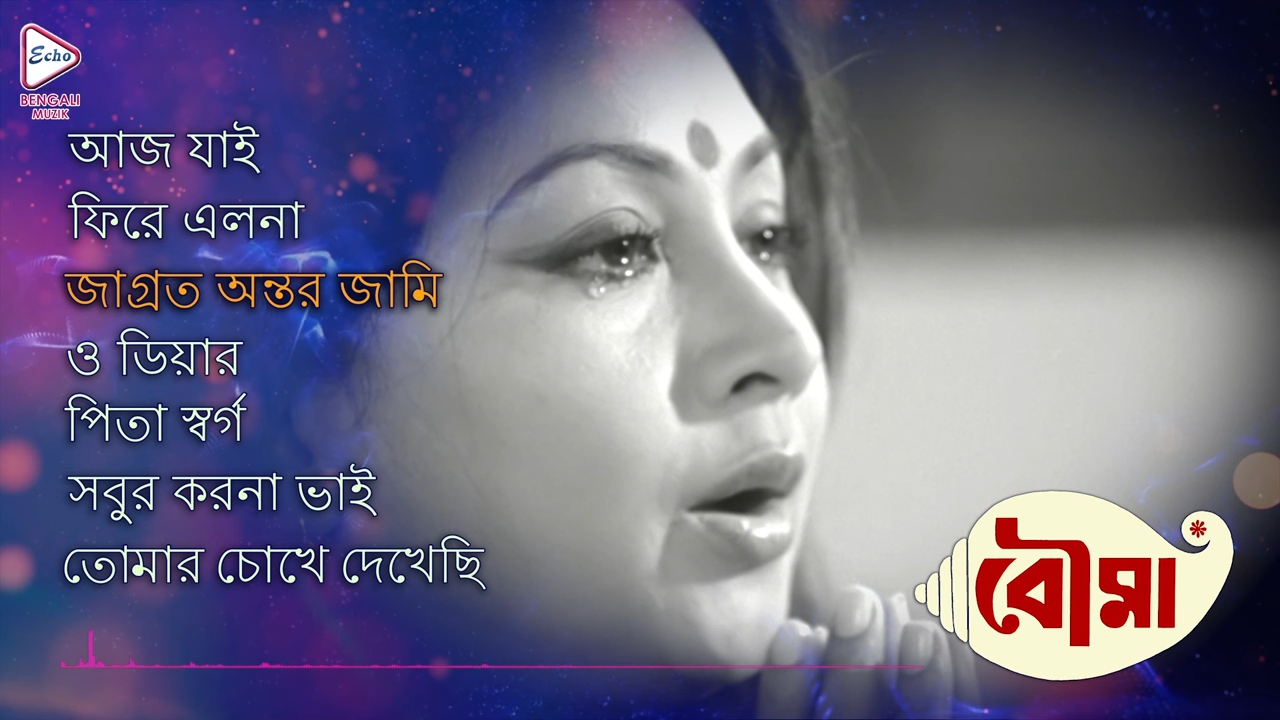 Echo
BENGALI
MUZIK
আজ যাই
ফিরে এলনা
জাগ্রত অন্তর জামি
ও ডিয়ার
পিতা স্বর্গ
সবুর করনা ভাই
তোমার চোখে দেখেছি
বৌমা